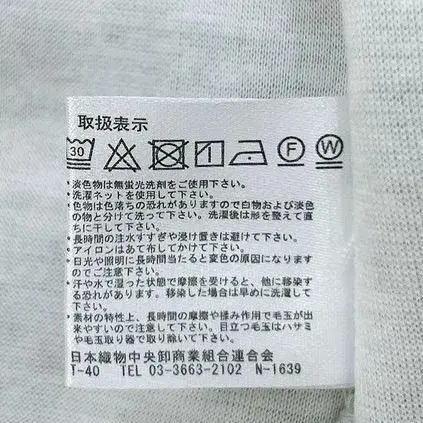 取扱表示
30 F W
*淡色物は無蛍光洗剤をご使用下さい。
*洗濯ネットを使用して下さい。
*色物は色落ちの恐れがありますので白物および淡色
の物と分けて洗って下さい。洗濯後は形を整えて直
ちに干して下さい。
*長時間の注水すすぎや浸け置きは避けて下さい。
*アイロンはあて布してかけて下さい。
*日光や照明に長時間当たると変色の原因になります
のでご注意下さい。
*汗や水で湿った状態で摩擦を受けると、他に移染す
る恐れがあります。移染した場合は早めに洗濯して
下さい。
*素材の特性上、長時間の摩擦や揉み作用で毛玉が出
来やすいので注意して下さい。目立つ毛玉はハサミ
や毛玉取り器で取り除いて下さい。
日本織物中央卸商業組合連合会
T-40 TEL 03-3663-2102 N-1639